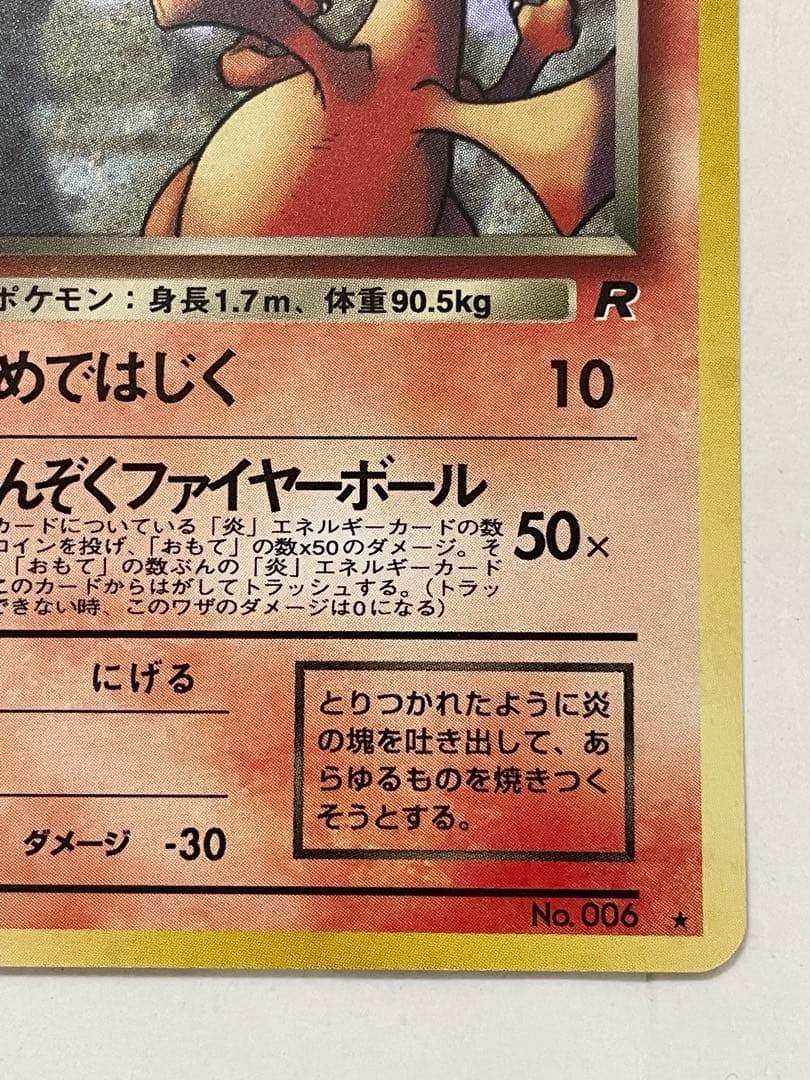 ポケモン：身長1.7m、体重90.5kg R
めではじく 10
んぞくファイヤーボール
カードについている「炎」エネルギーカードの数
コインを投げ、「おもて」の数x50のダメージ。そ
「おもて」の数ぶんの「炎」エネルギーカード
このカードからはがしてトラッシュする。（トラッ
できない時、このワザのダメージは0になる）
50×
にげる
とりつかれたように炎
の塊を吐き出して、あ
らゆるものを焼きつく
そうとする。
ダメージ -30
No. 006 ★